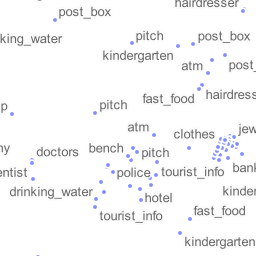 hairdresser
post_box
king_water
pitch
post_box
kindergarten
atm
post_
hairdress
fast_food
p
pitch
atm
clothes
jew
ny
doctors
bench
pitch
entist
police
tourist_info
bank
drinking_water
kinder
hotel
tourist_info
fast_food
kindergarten